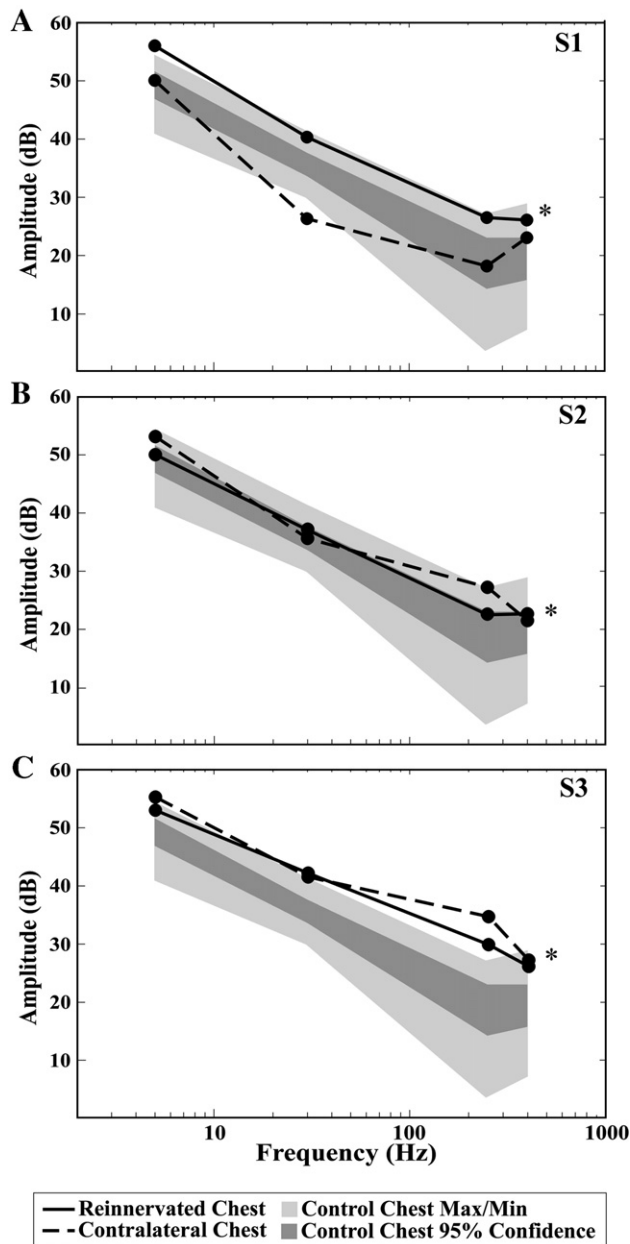 A
S1
60
50
40
30
20
10
Amplitude (dB)
*
B
S2
60
50
40
30
20
10
Amplitude (dB)
*
C
S3
60
50
40
30
20
10
Amplitude (dB)
*
10 100 1000
Frequency (Hz)
Reinnervated Chest Control Chest Max/Min
Contralateral Chest Control Chest 95% Confidence